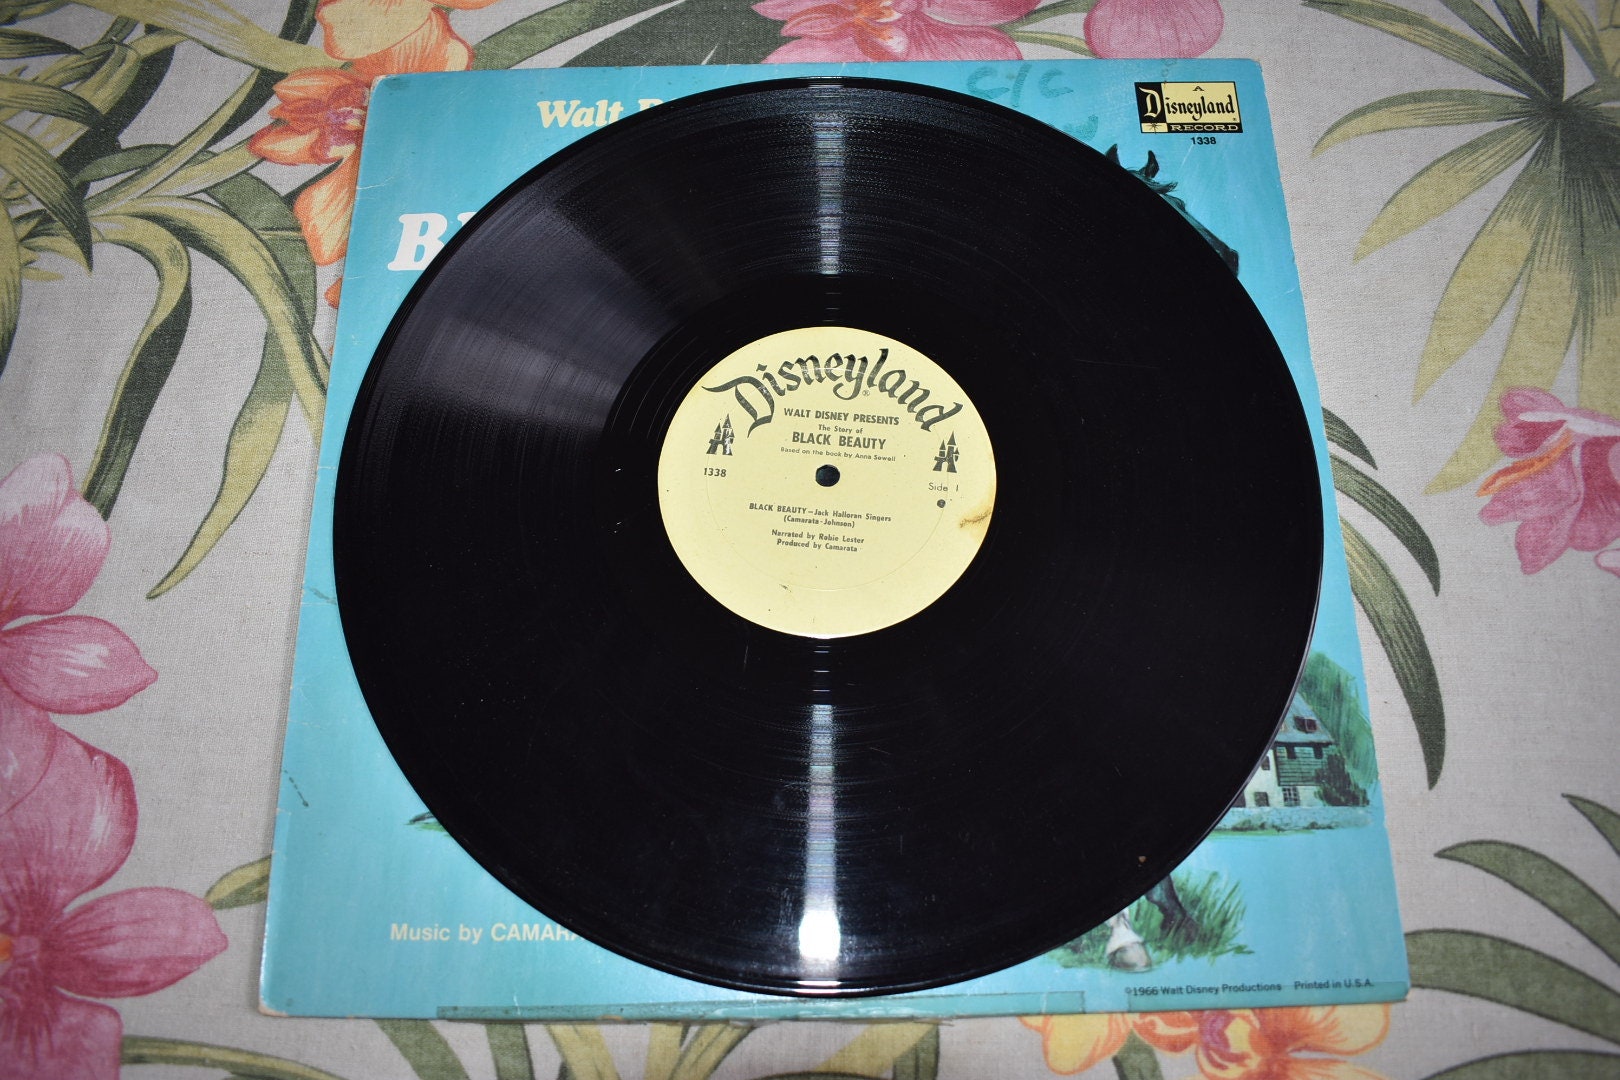 Walt
C/C
A
Disneyland
RECORD
1338
Disneyland
®
WALT DISNEY PRESENTS
The Story of
BLACK BEAUTY
Based on the book by Anna Sewell
1338
Side 1
BLACK BEAUTY—Jack Halloran Singers
(Camarata-Johnson)
Narrated by Robie Lester
Produced by Camarata
Music by CAMARA
©1966 Walt Disney Productions Printed in U.S.A.